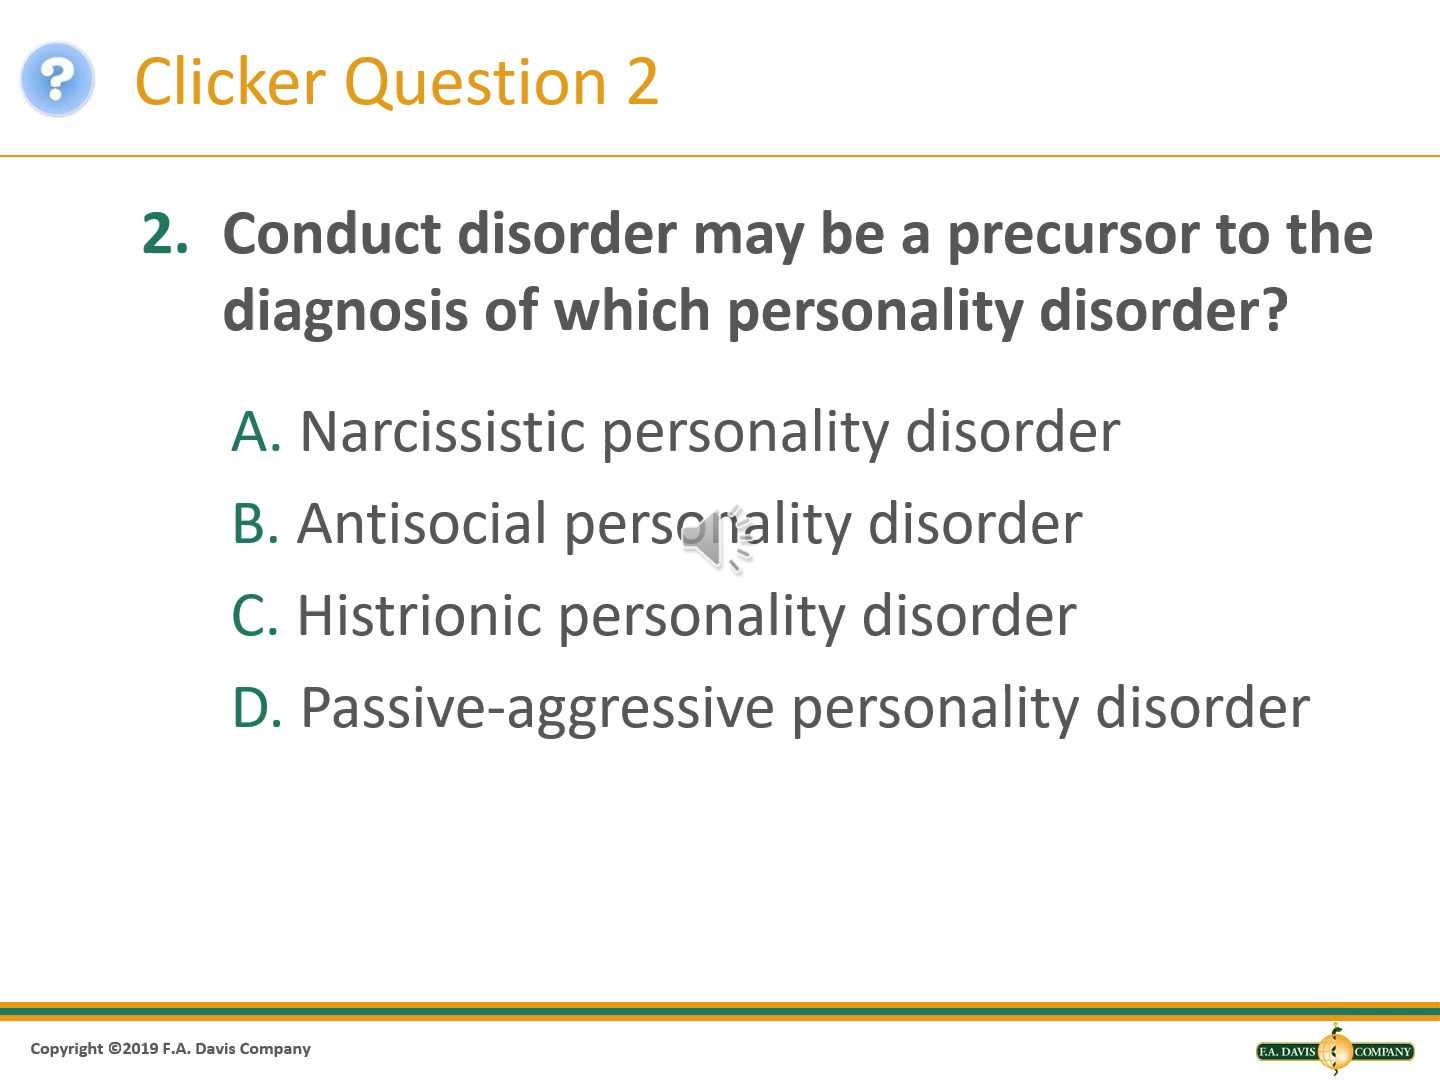 Clicker Question 2
2. Conduct disorder may be a precursor to the
diagnosis of which personality disorder?
A. Narcissistic personality disorder
B. Antisocial personality disorder
C. Histrionic personality disorder
D. Passive-aggressive personality disorder
Copyright ©2019 F.A. Davis Company
F.A. DAVIS COMPANY